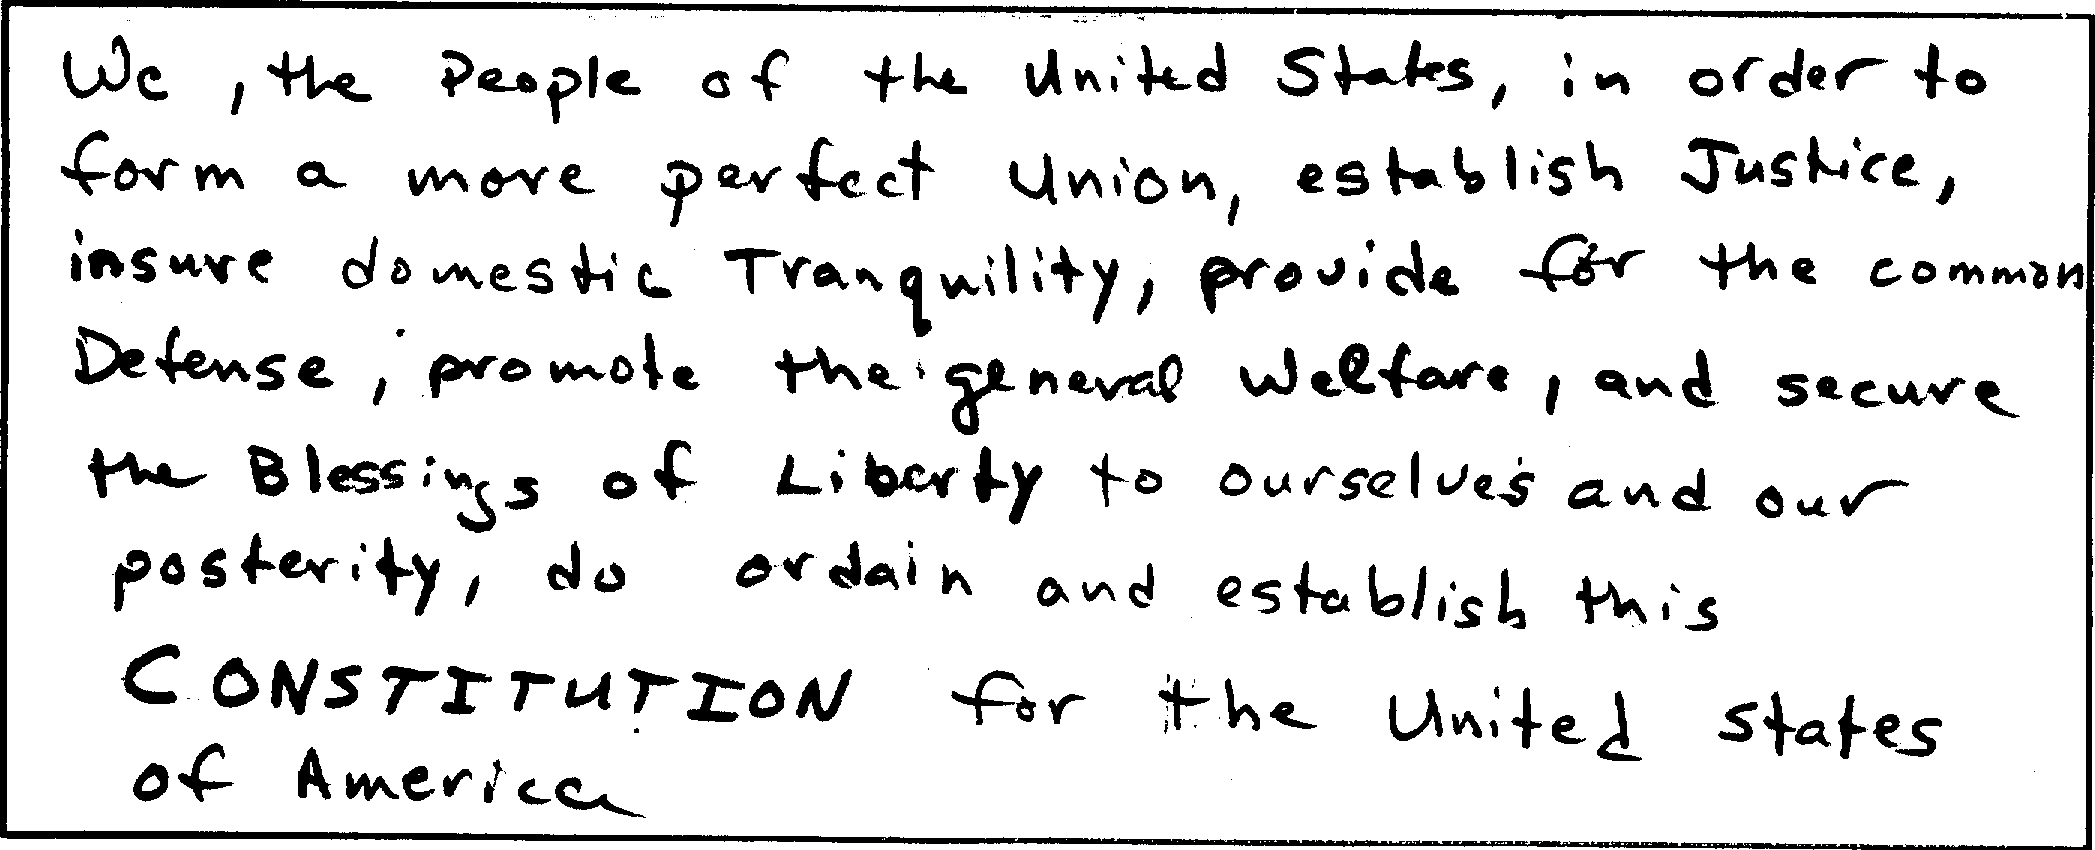 We, the People of the United States, in order to
form a more perfect Union, establish Justice,
insure domestic Tranquility, provide for the common
Defense, promote the general Welfare, and secure
the Blessings of Liberty to ourselves and our
posterity, do ordain and establish this
CONSTITUTION for the United States
of America